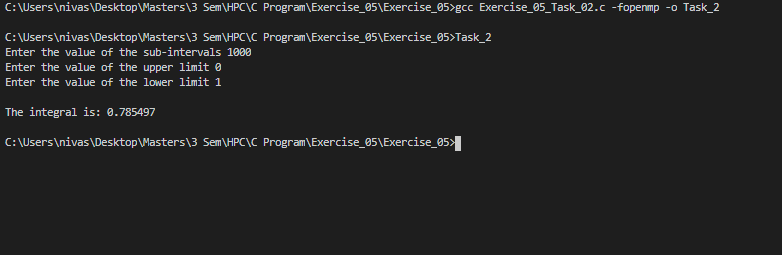 C:\Users\nivas\Desktop\Masters\3 Sem\HPC\C Program\Exercise_05\Exercise_05>gcc Exercise_05_Task_02.c -fopenmp -o Task_2
C:\Users\nivas\Desktop\Masters\3 Sem\HPC\C Program\Exercise_05\Exercise_05>Task_2
Enter the value of the sub-intervals 1000
Enter the value of the upper limit 0
Enter the value of the lower limit 1
The integral is: 0.785497
C:\Users\nivas\Desktop\Masters\3 Sem\HPC\C Program\Exercise_05\Exercise_05>